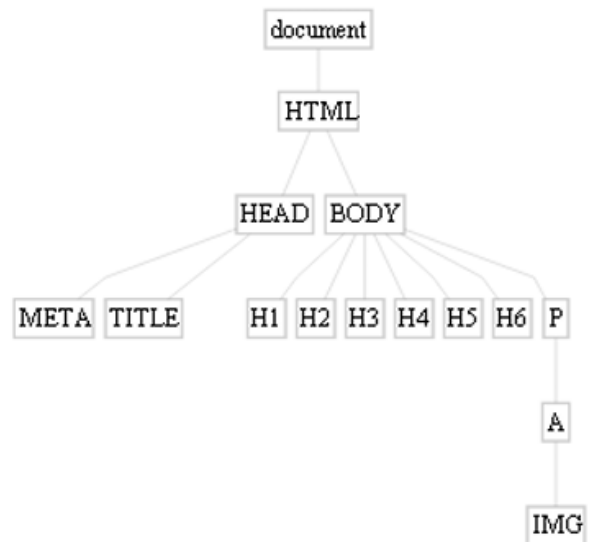 document
HTML
HEAD BODY
META TITLE H1 H2 H3 H4 H5 H6 P
A
IMG